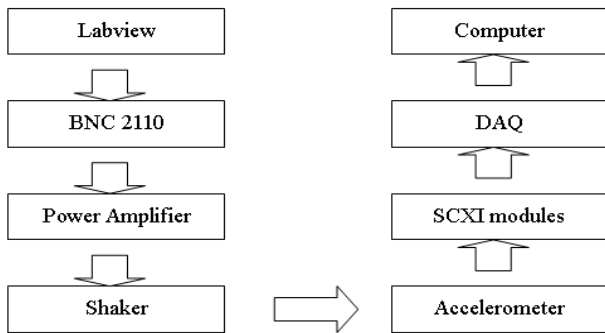 Labview
BNC 2110
Power Amplifier
Shaker
Computer
DAQ
SCXI modules
Accelerometer